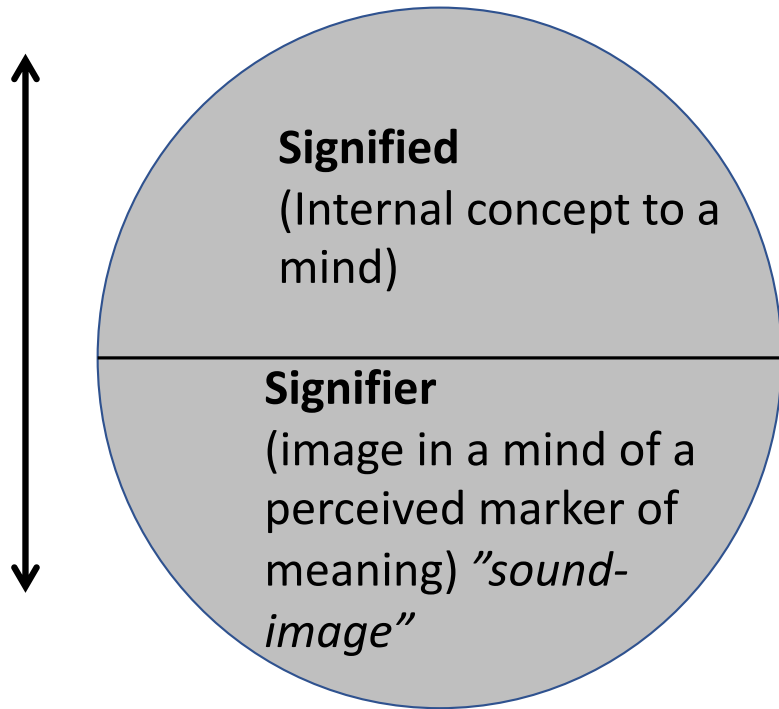 Signified
(Internal concept to a
mind)
Signifier
(image in a mind of a
perceived marker of
meaning) ”sound-
image”